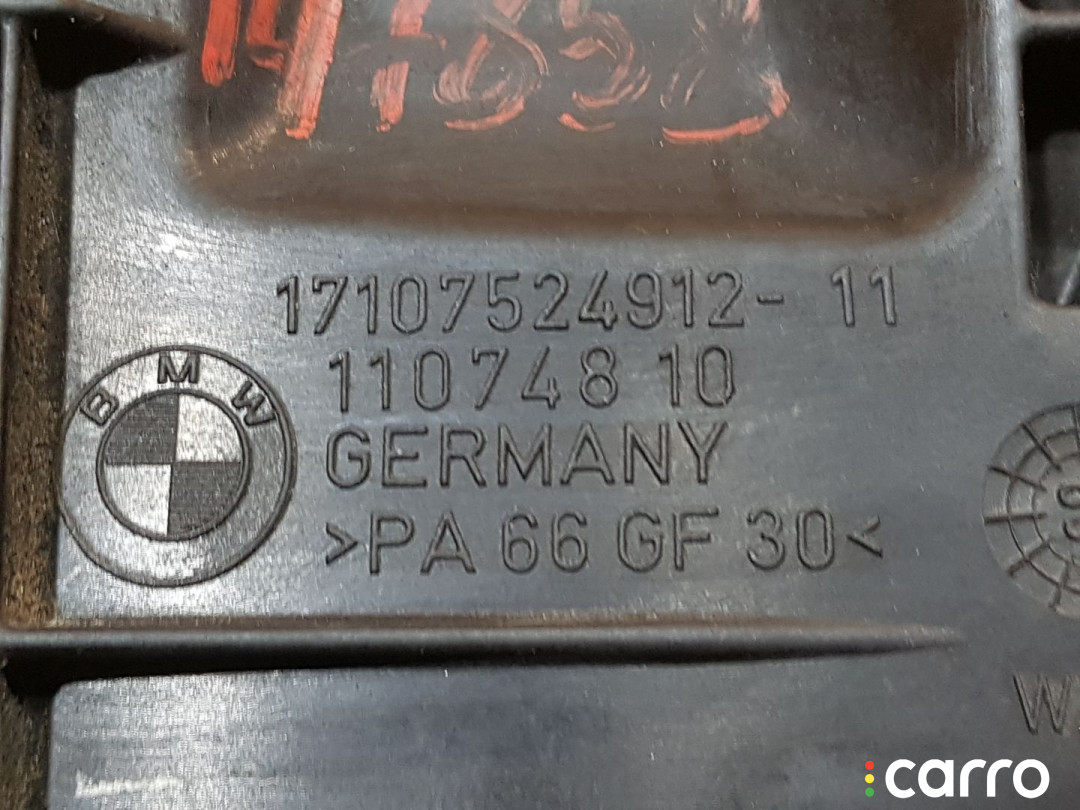 17107524912- 11
110748 10
BMW
GERMANY
>PA 66 GF 30<
carro